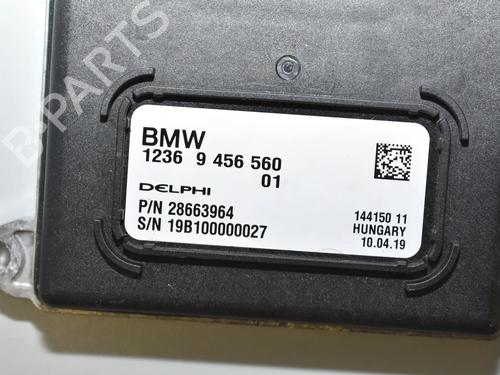 B-PARTS
BMW
1236 9 456 560
01
DELPHI
P/N 28663964
S/N 19B100000027
144150 11
HUNGARY
10.04.19